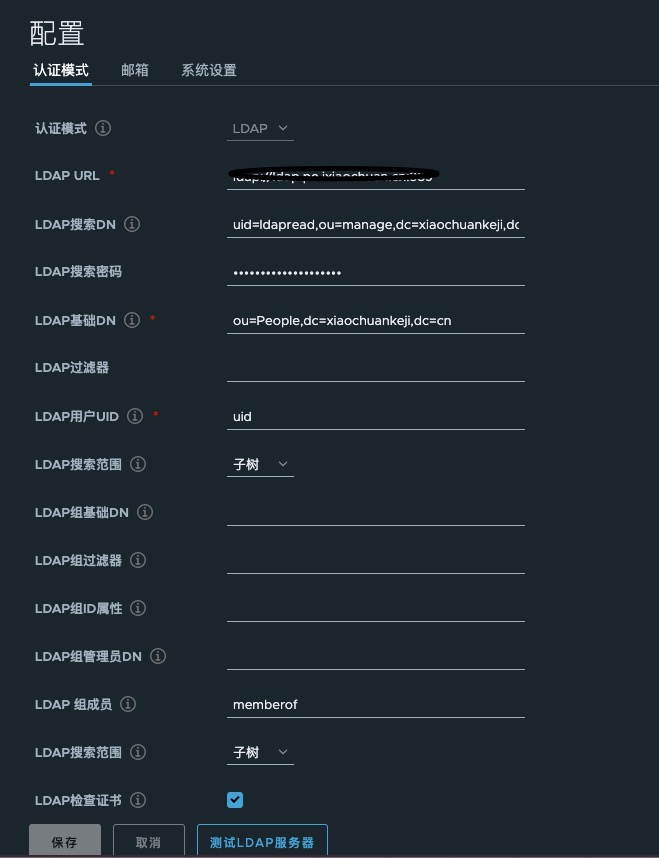 配置
认证模式 邮箱 系统设置
认证模式 LDAP
LDAP URL *
LDAP搜索DN uid=ldapread,ou=manage,dc=xiaochuankeji,dc
LDAP搜索密码 ••••••••••••••••••••
LDAP基础DN * ou=People,dc=xiaochuankeji,dc=cn
LDAP过滤器
LDAP用户UID * uid
LDAP搜索范围 子树
LDAP组基础DN
LDAP组过滤器
LDAP组ID属性
LDAP组管理员DN
LDAP 组成员 memberof
LDAP搜索范围 子树
LDAP检查证书
保存 取消 测试LDAP服务器